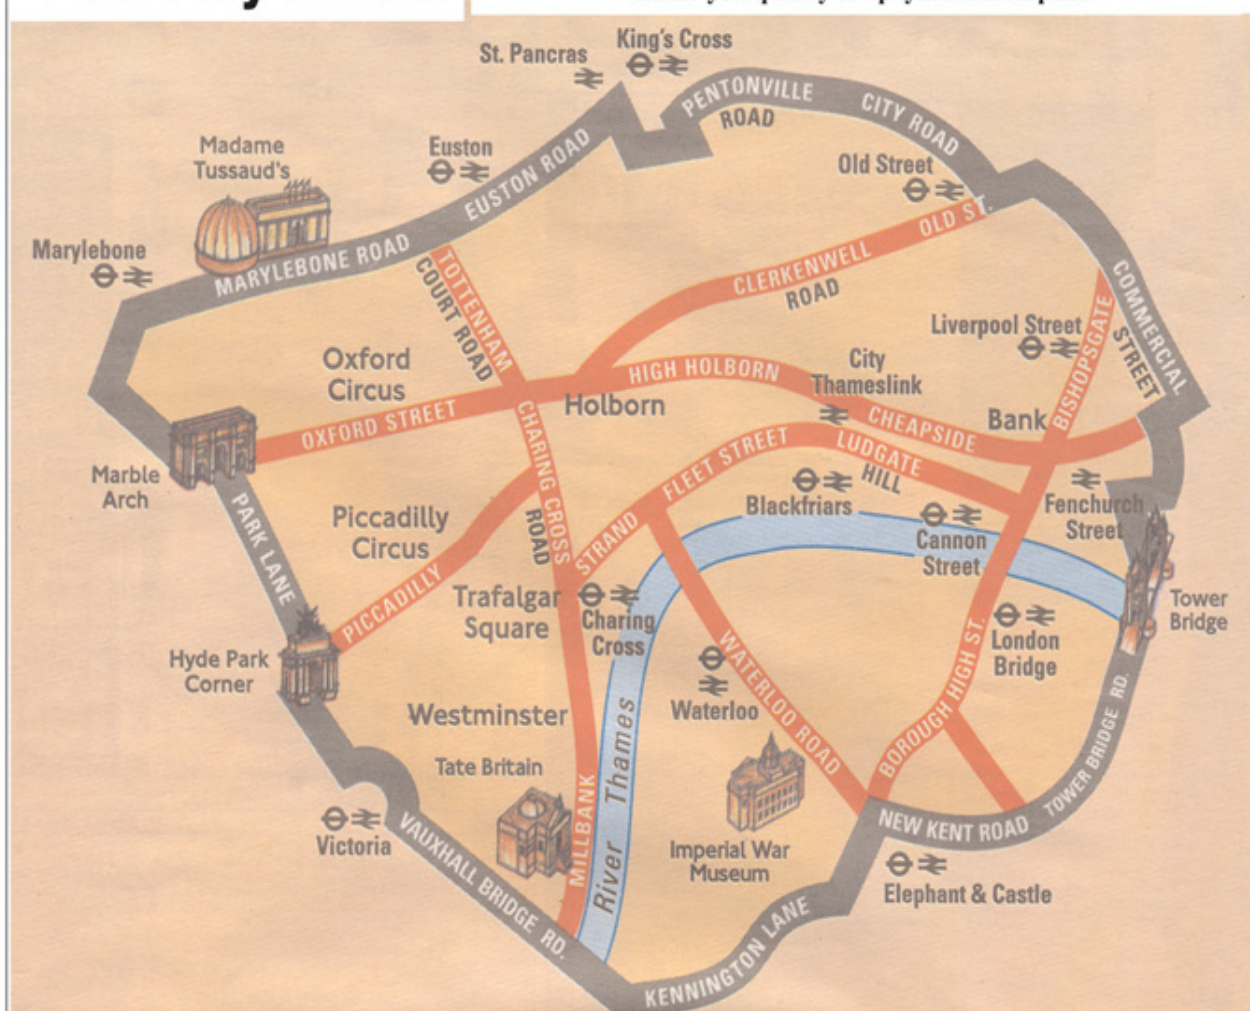 King's Cross
St. Pancras
PENTONVILLE
ROAD
CITY ROAD
Madame
Tussaud's
Euston
EUSTON ROAD
Old Street
OLD ST.
Marylebone
MARYLEBONE ROAD
TOTTENHAM
COURT ROAD
CLERKENWELL
ROAD
COMMERCIAL
STREET
Liverpool Street
BISHOPSGATE
Oxford
Circus
OXFORD STREET
HIGH HOLBORN
Holborn
City
Thameslink
CHEAPSIDE
Bank
Marble
Arch
PARK LANE
CHARING CROSS
ROAD
FLEET STREET
LUDGATE
HILL
Blackfriars
Fenchurch
Street
Piccadilly
Circus
PICCADILLY
STRAND
Cannon
Street
Trafalgar
Square
Charing
Cross
Tower
Bridge
London
Bridge
Hyde Park
Corner
WATERLOO ROAD
Waterloo
BOROUGH HIGH ST.
TOWER BRIDGE RD.
Westminster
Tate Britain
MILLBANK
River Thames
Victoria
VAUXHALL BRIDGE RD.
Imperial War
Museum
NEW KENT ROAD
Elephant & Castle
KENNINGTON LANE